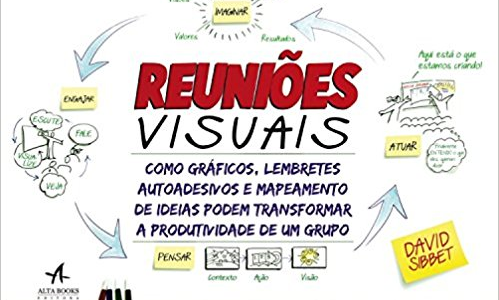 IMAGINAR
Valores
Resultados
REUNIÕES
VISUAIS
COMO GRÁFICOS, LEMBRETES
AUTOADESIVOS E MAPEAMENTO
DE IDEIAS PODEM TRANSFORMAR
A PRODUTIVIDADE DE UM GRUPO
ENGAJAR
ESCUTE
FALE
VEJA
Aqui está o que
estamos criando!
ATUAR
PENSAR
Contexto
Ação
Visão
DAVID
SIBBET
ALTA BOOKS
EDITORA